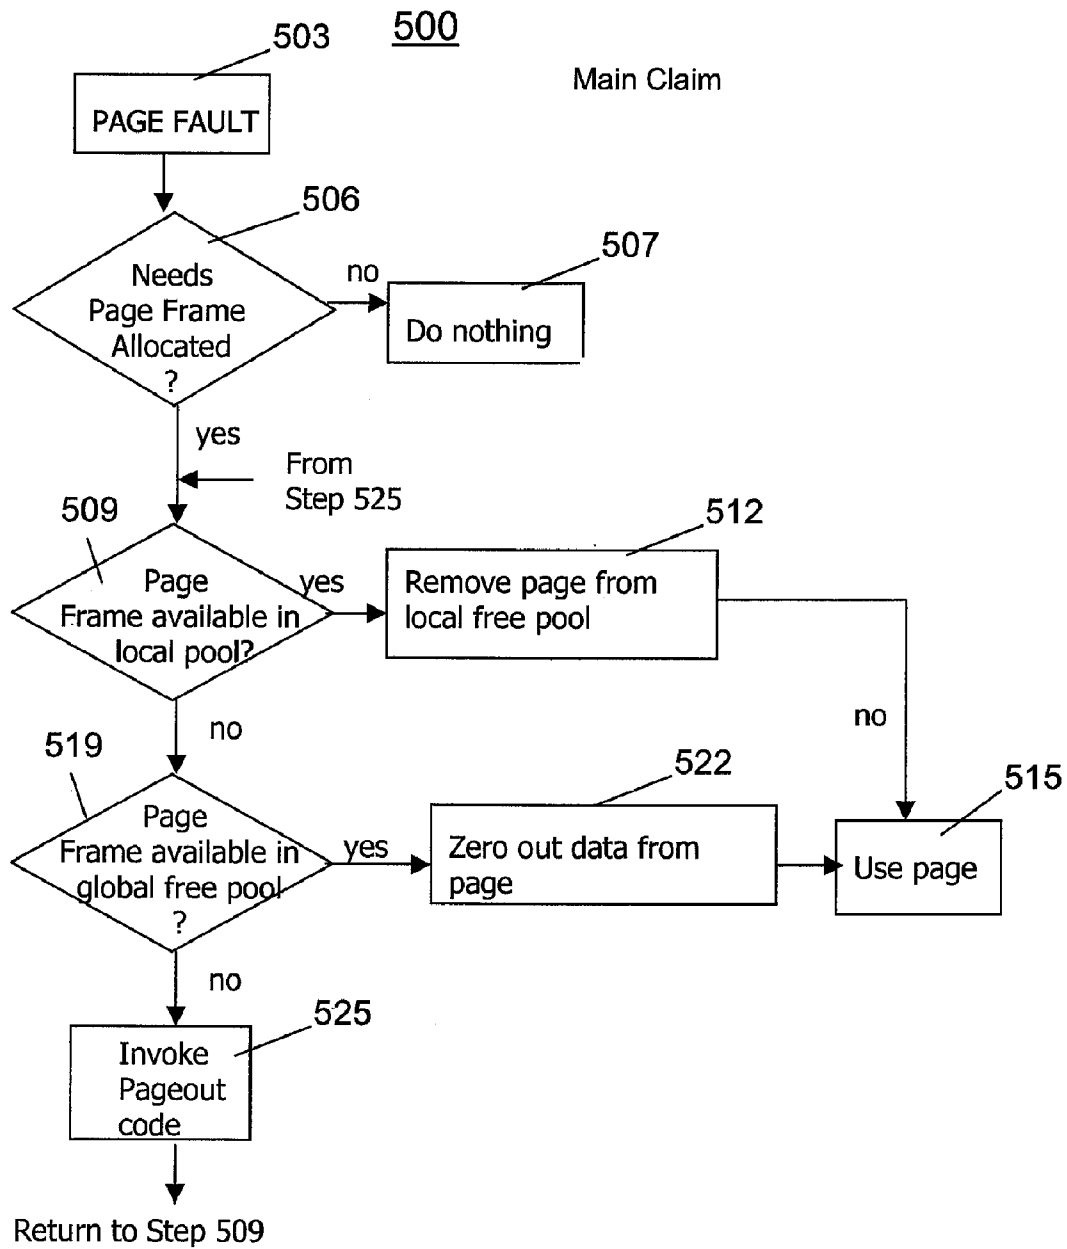 500
503
Main Claim
PAGE FAULT
506
Needs
Page Frame
Allocated
?
no
507
Do nothing
yes
From
Step 525
509
Page
Frame available in
local pool?
yes
512
Remove page from
local free pool
no
no
519
Page
Frame available in
global free pool
?
yes
522
Zero out data from
page
515
Use page
no
525
Invoke
Pageout
code
Return to Step 509